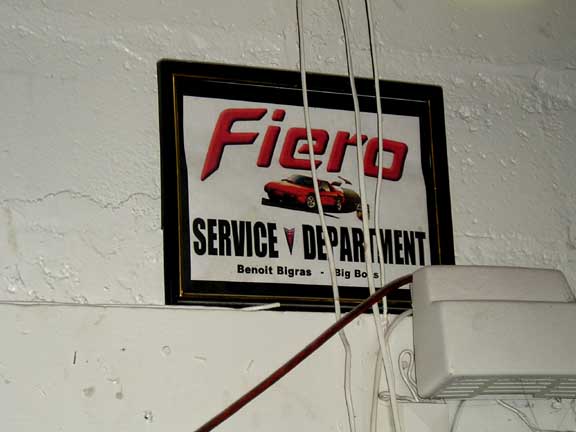 Fiero
SERVICE DEPARTMENT
Benoit Bigras - Big Boss